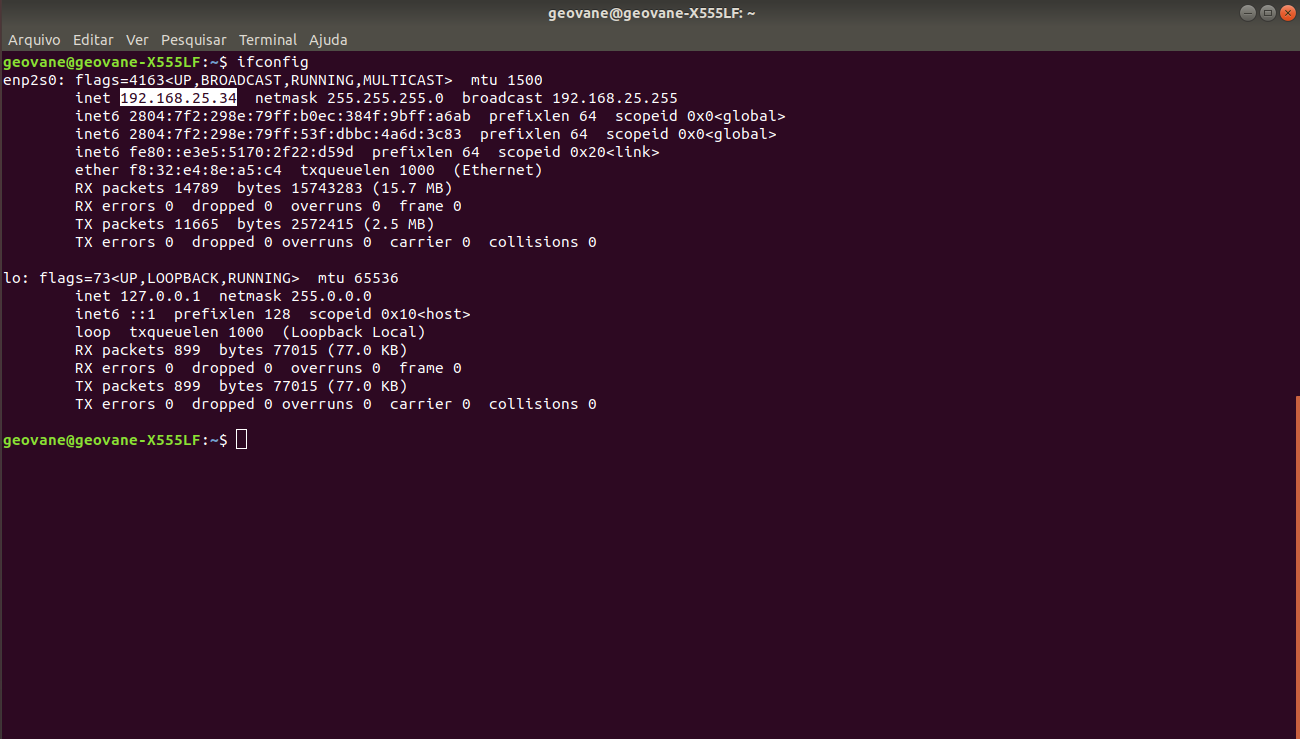 geovane@geovane-X555LF: ~
Arquivo Editar Ver Pesquisar Terminal Ajuda
geovane@geovane-X555LF:~$ ifconfig
enp2s0: flags=4163<UP,BROADCAST,RUNNING,MULTICAST>  mtu 1500
        inet 192.168.25.34  netmask 255.255.255.0  broadcast 192.168.25.255
        inet6 2804:7f2:298e:79ff:b0ec:384f:9bff:a6ab  prefixlen 64  scopeid 0x0<global>
        inet6 2804:7f2:298e:79ff:53f:dbbc:4a6d:3c83  prefixlen 64  scopeid 0x0<global>
        inet6 fe80::e3e5:5170:2f22:d59d  prefixlen 64  scopeid 0x20<link>
        ether f8:32:e4:8e:a5:c4  txqueuelen 1000  (Ethernet)
        RX packets 14789  bytes 15743283 (15.7 MB)
        RX errors 0  dropped 0  overruns 0  frame 0
        TX packets 11665  bytes 2572415 (2.5 MB)
        TX errors 0  dropped 0 overruns 0  carrier 0  collisions 0

lo: flags=73<UP,LOOPBACK,RUNNING>  mtu 65536
        inet 127.0.0.1  netmask 255.0.0.0
        inet6 ::1  prefixlen 128  scopeid 0x10<host>
        loop  txqueuelen 1000  (Loopback Local)
        RX packets 899  bytes 77015 (77.0 KB)
        RX errors 0  dropped 0  overruns 0  frame 0
        TX packets 899  bytes 77015 (77.0 KB)
        TX errors 0  dropped 0 overruns 0  carrier 0  collisions 0

geovane@geovane-X555LF:~$